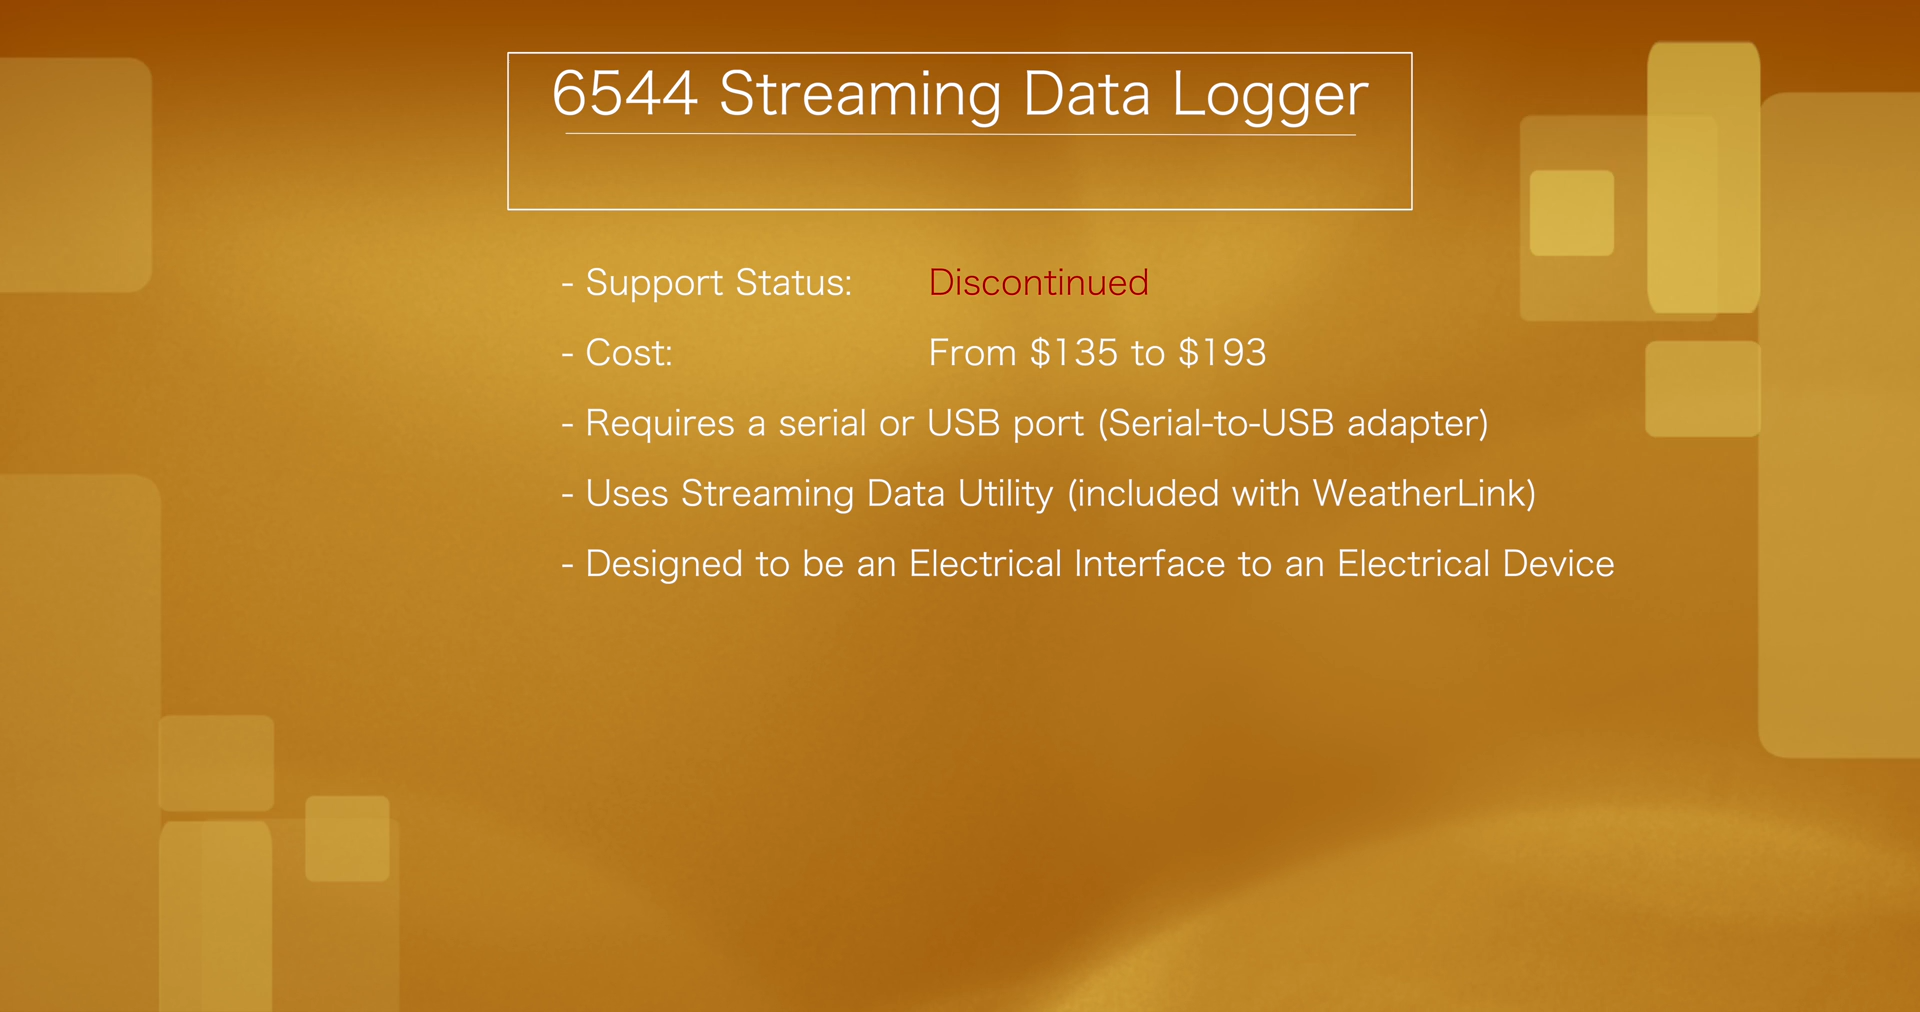 6544 Streaming Data Logger
- Support Status: Discontinued
- Cost: From $135 to $193
- Requires a serial or USB port (Serial-to-USB adapter)
- Uses Streaming Data Utility (included with WeatherLink)
- Designed to be an Electrical Interface to an Electrical Device